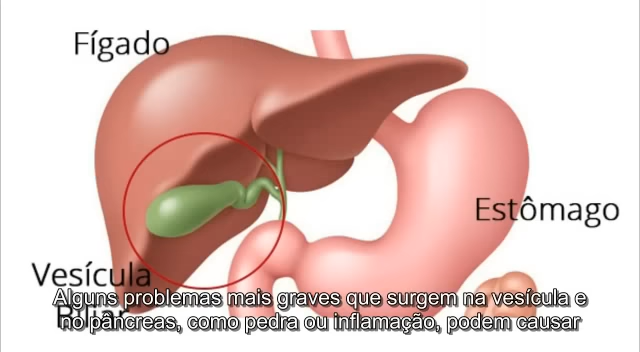 Fígado
Estômago
Vesícula
Biliar
Alguns problemas mais graves que surgem na vesícula e
no pâncreas, como pedra ou inflamação, podem causar